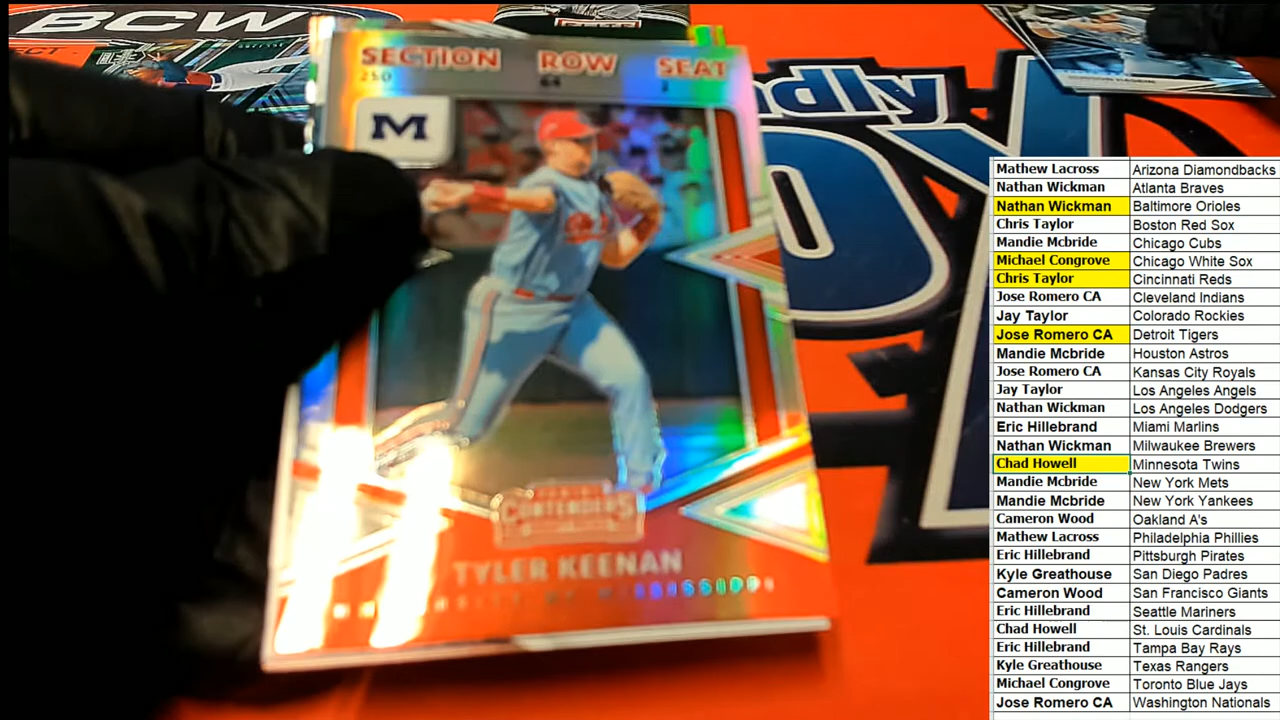 BCW
SECTION ROW SEAT
250 64 1
M
TYLER KEENAN
CONTENDERS
ndly
Mathew Lacross Arizona Diamondbacks
Nathan Wickman Atlanta Braves
Nathan Wickman Baltimore Orioles
Chris Taylor Boston Red Sox
Mandie Mcbride Chicago Cubs
Michael Congrove Chicago White Sox
Chris Taylor Cincinnati Reds
Jose Romero CA Cleveland Indians
Jay Taylor Colorado Rockies
Jose Romero CA Detroit Tigers
Mandie Mcbride Houston Astros
Jose Romero CA Kansas City Royals
Jay Taylor Los Angeles Angels
Nathan Wickman Los Angeles Dodgers
Eric Hillebrand Miami Marlins
Nathan Wickman Milwaukee Brewers
Chad Howell Minnesota Twins
Mandie Mcbride New York Mets
Mandie Mcbride New York Yankees
Cameron Wood Oakland A's
Mathew Lacross Philadelphia Phillies
Eric Hillebrand Pittsburgh Pirates
Kyle Greathouse San Diego Padres
Cameron Wood San Francisco Giants
Eric Hillebrand Seattle Mariners
Chad Howell St. Louis Cardinals
Eric Hillebrand Tampa Bay Rays
Kyle Greathouse Texas Rangers
Michael Congrove Toronto Blue Jays
Jose Romero CA Washington Nationals